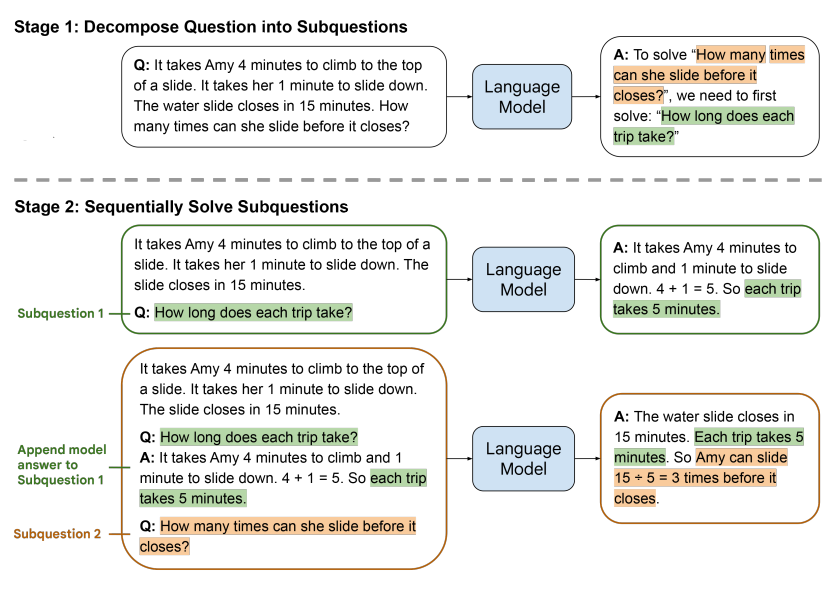 Stage 1: Decompose Question into Subquestions
Q: It takes Amy 4 minutes to climb to the top
of a slide. It takes her 1 minute to slide down.
The water slide closes in 15 minutes. How
many times can she slide before it closes?
Language
Model
A: To solve “How many times
can she slide before it
closes?”, we need to first
solve: “How long does each
trip take?”
Stage 2: Sequentially Solve Subquestions
It takes Amy 4 minutes to climb to the top of a
slide. It takes her 1 minute to slide down. The
slide closes in 15 minutes.
Subquestion 1
Q: How long does each trip take?
Language
Model
A: It takes Amy 4 minutes to
climb and 1 minute to slide
down. 4 + 1 = 5. So each trip
takes 5 minutes.
It takes Amy 4 minutes to climb to the top of
a slide. It takes her 1 minute to slide down.
The slide closes in 15 minutes.
Append model
answer to
Subquestion 1
Q: How long does each trip take?
A: It takes Amy 4 minutes to climb and 1
minute to slide down. 4 + 1 = 5. So each trip
takes 5 minutes.
Subquestion 2
Q: How many times can she slide before it
closes?
Language
Model
A: The water slide closes in
15 minutes. Each trip takes 5
minutes. So Amy can slide
15 ÷ 5 = 3 times before it
closes.